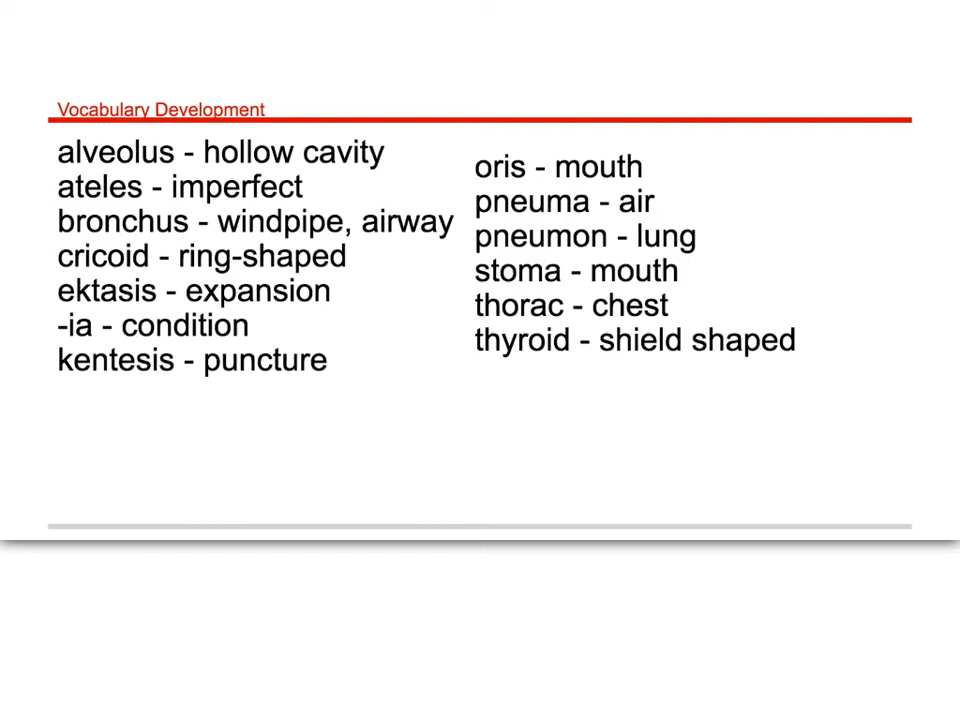 Vocabulary Development
alveolus - hollow cavity
ateles - imperfect
bronchus - windpipe, airway
cricoid - ring-shaped
ektasis - expansion
-ia - condition
kentesis - puncture
oris - mouth
pneuma - air
pneumon - lung
stoma - mouth
thorac - chest
thyroid - shield shaped